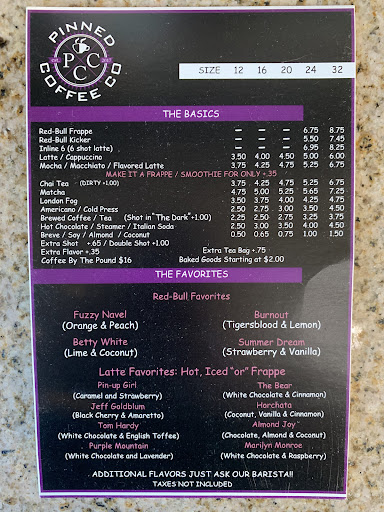 PINNED
COFFEE CO
P C
C
SIZE 12 16 20 24 32
THE BASICS
Red-Bull Frappe — — — 6.75 8.75
Red-Bull Kicker — — — 5.50 7.45
Inline 6 (6 shot latte) — — — 6.95 8.25
Latte / Cappuccino 3.50 4.00 4.50 5.00 6.00
Mocha / Macchiato / Flavored Latte 3.75 4.25 4.75 5.25 6.75
MAKE IT A FRAPPE / SMOOTHIE FOR ONLY +.35
Chai Tea (DIRTY +1.00) 3.75 4.25 4.75 5.25 6.75
Matcha 4.75 5.00 5.25 5.65 7.25
London Fog 3.50 3.75 4.00 4.25 4.75
Americano / Cold Press 2.50 2.75 3.00 3.50 4.50
Brewed Coffee / Tea (Shot in "The Dark"+1.00) 2.25 2.50 2.75 3.25 3.75
Hot Chocolate / Steamer / Italian Soda 2.50 3.00 3.50 4.00 4.50
Breve / Soy / Almond / Coconut 0.50 0.65 0.75 1.00 1.50
Extra Shot +.65 / Double Shot +1.00
Extra Flavor +.35 Extra Tea Bag +.75
Coffee By The Pound $16 Baked Goods Starting at $2.00
THE FAVORITES
Red-Bull Favorites
Fuzzy Navel Burnout
(Orange & Peach) (Tigersblood & Lemon)
Betty White Summer Dream
(Lime & Coconut) (Strawberry & Vanilla)
Latte Favorites: Hot, Iced "or" Frappe
Pin-up Girl The Bear
(Caramel and Strawberry) (White Chocolate & Cinnamon)
Jeff Goldblum Horchata
(Black Cherry & Amaretto) (Coconut, Vanilla & Cinnamon)
Tom Hardy Almond Joy
(White Chocolate & English Toffee) (Chocolate, Almond & Coconut)
Purple Mountain Marilyn Monroe
(White Chocolate and Lavender) (White Chocolate & Raspberry)
ADDITIONAL FLAVORS JUST ASK OUR BARISTA!!
TAXES NOT INCLUDED